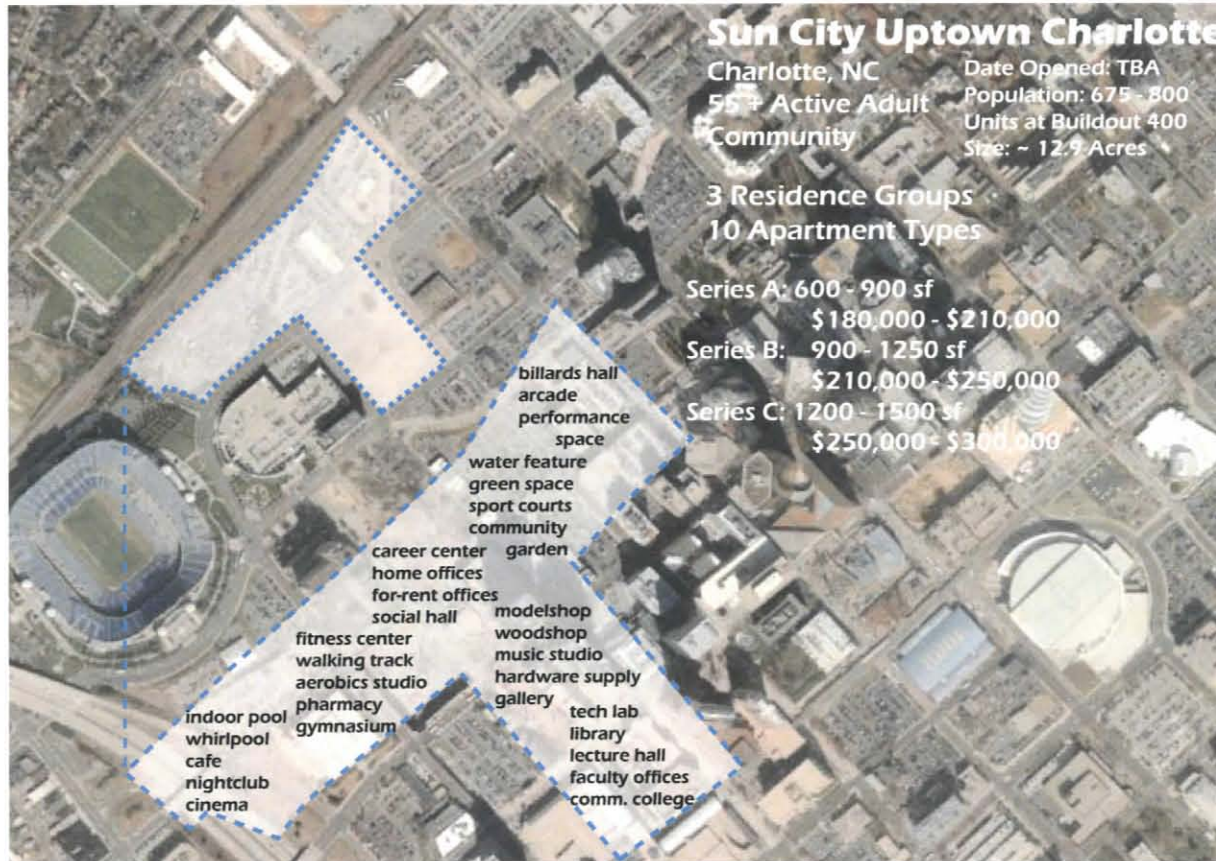 Sun City Uptown Charlotte
Charlotte, NC
55 + Active Adult
Community
Date Opened: TBA
Population: 675 - 800
Units at Buildout 400
Size: ~ 12.9 Acres
3 Residence Groups
10 Apartment Types
Series A: 600 - 900 sf
$180,000 - $210,000
Series B: 900 - 1250 sf
$210,000 - $250,000
Series C: 1200 - 1500 sf
$250,000 - $300,000
billards hall
arcade
performance
space
water feature
green space
sport courts
community
garden
career center
home offices
for-rent offices
social hall
modelshop
woodshop
music studio
hardware supply
gallery
fitness center
walking track
aerobics studio
pharmacy
gymnasium
indoor pool
whirlpool
cafe
nightclub
cinema
tech lab
library
lecture hall
faculty offices
comm. college